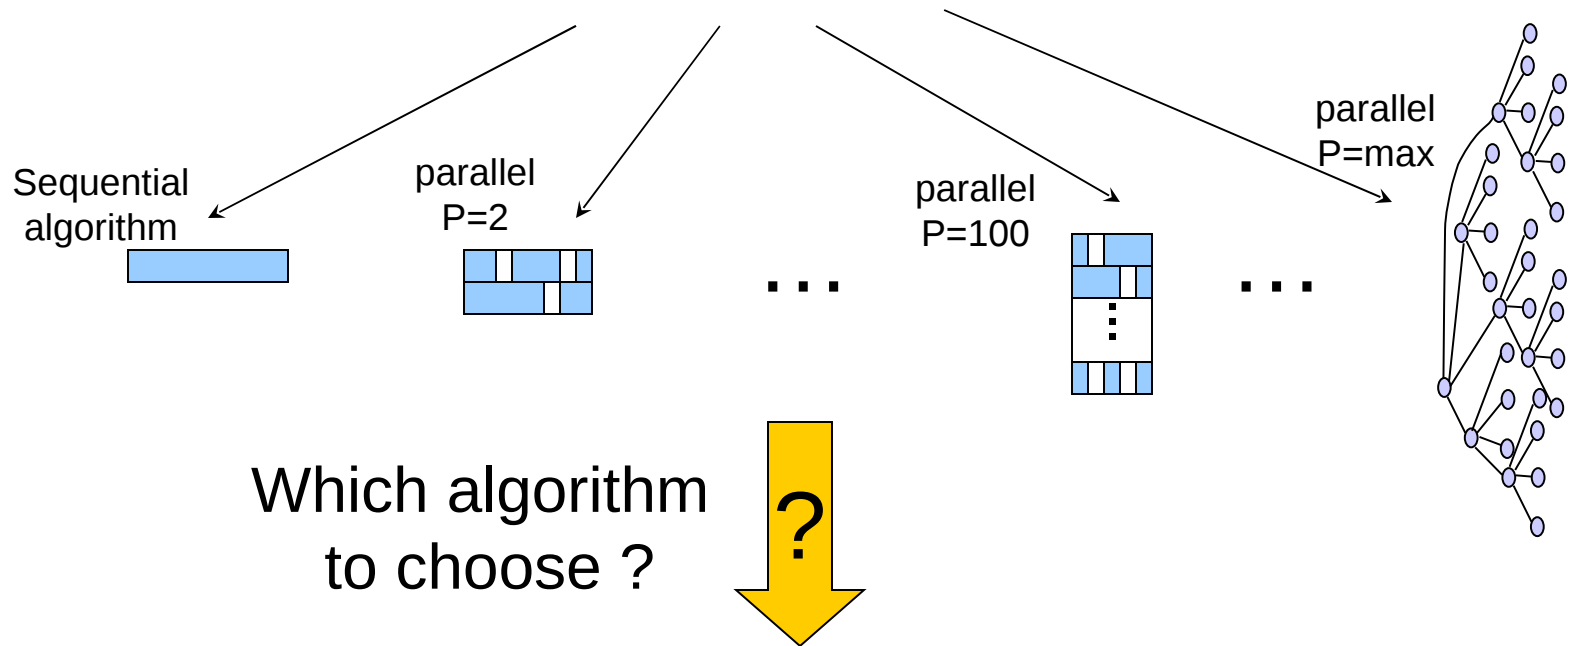 Sequential
algorithm
parallel
P=2
...
parallel
P=100
...
parallel
P=max
Which algorithm
to choose ?
?